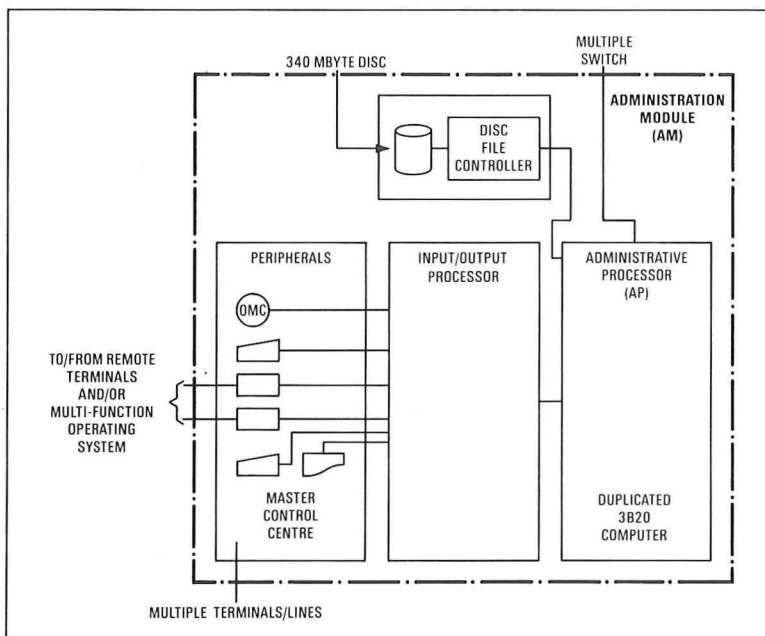 340 MBYTE DISC
MULTIPLE
SWITCH
ADMINISTRATION
MODULE
(AM)
DISC
FILE
CONTROLLER
PERIPHERALS
INPUT/OUTPUT
PROCESSOR
ADMINISTRATIVE
PROCESSOR
(AP)
OMC
TO/FROM REMOTE
TERMINALS
AND/OR
MULTI-FUNCTION
OPERATING
SYSTEM
MASTER
CONTROL
CENTRE
DUPLICATED
3B20
COMPUTER
MULTIPLE TERMINALS/LINES